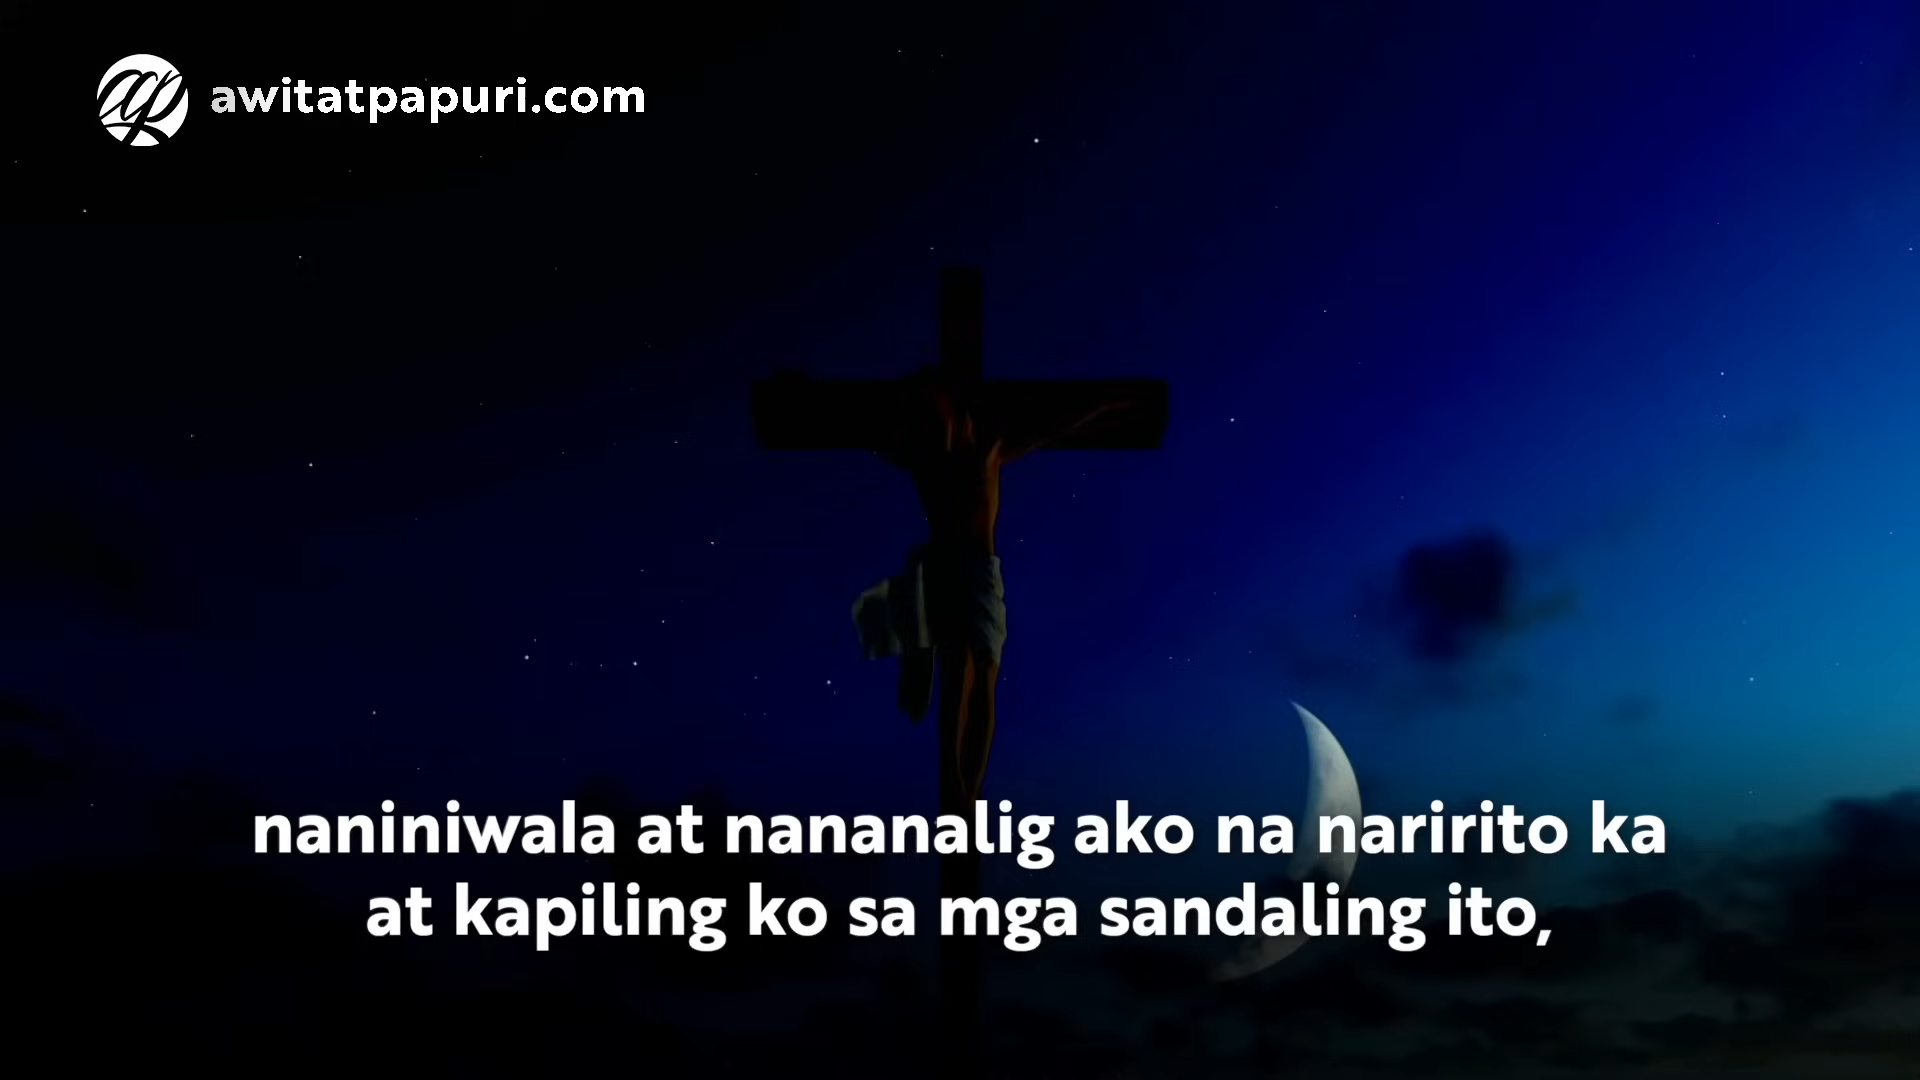 awitatpapuri.com
naniniwala at nananalig ako na naririto ka
at kapiling ko sa mga sandaling ito,